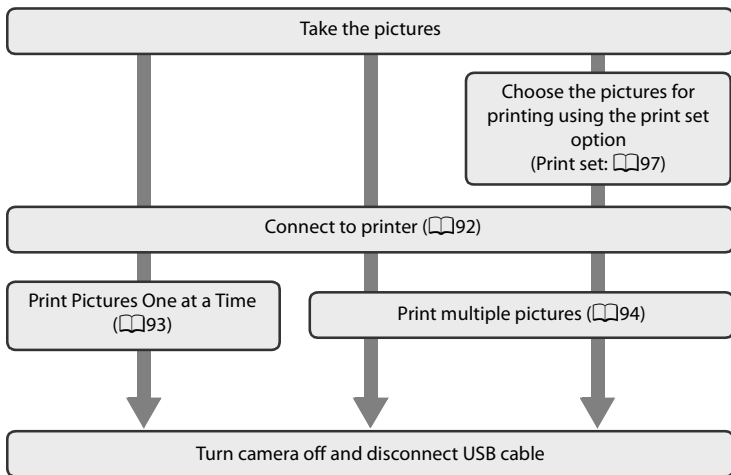 Take the pictures
Choose the pictures for
printing using the print set
option
(Print set: 97)
Connect to printer (92)
Print Pictures One at a Time
(93)
Print multiple pictures (94)
Turn camera off and disconnect USB cable